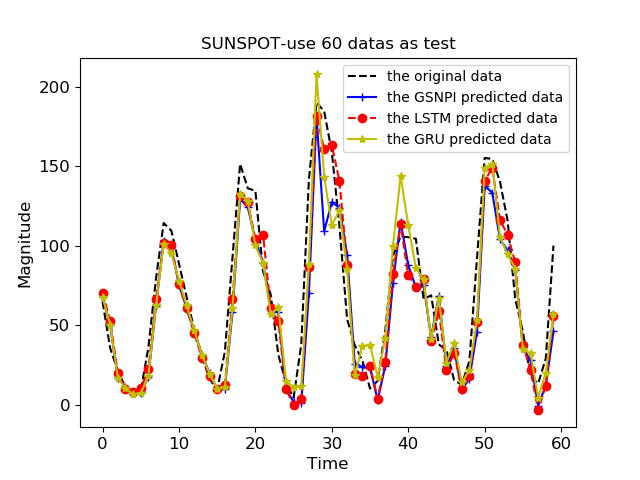 SUNSPOT-use 60 datas as test
the original data
the GSNPI predicted data
the LSTM predicted data
the GRU predicted data
Magnitude
200
150
100
50
0
0 10 20 30 40 50 60
Time